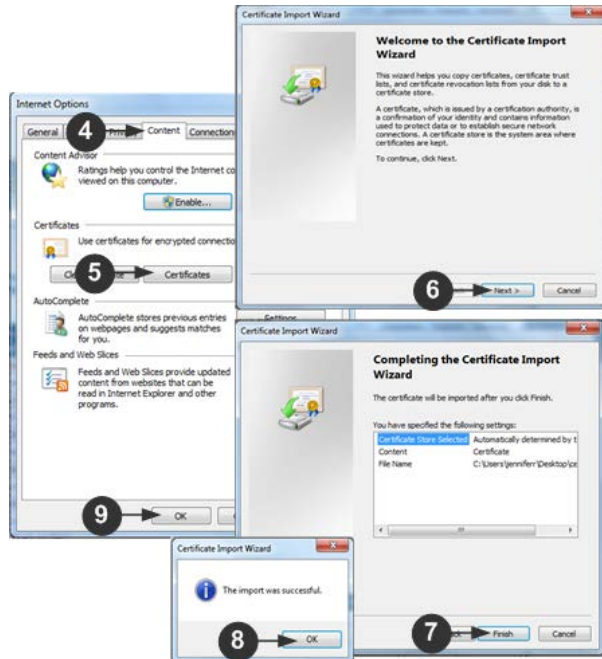 Certificate Import Wizard
Welcome to the Certificate Import
Wizard
This wizard helps you copy certificates, certificate trust
lists, and certificate revocation lists from your disk to a
certificate store.
A certificate, which is issued by a certification authority, is
a confirmation of your identity and contains information
used to protect data or to establish secure network
connections. A certificate store is the system area where
certificates are kept.
To continue, click Next.
6
Next >
Cancel
Internet Options
General
4
Content
Content Advisor
Ratings help you control the Internet
viewed on this computer.
Enable...
Certificates
Use certificates for encrypted
5
Certificates
AutoComplete
AutoComplete stores previous entries
on webpages and suggests matches
for you.
Settings
Feeds and Web Slices
Feeds and Web Slices provide updated
content from websites that can be
read in Internet Explorer and other
programs.
9
OK
Certificate Import Wizard
Completing the Certificate Import
Wizard
The certificate will be imported after you click Finish.
You have specified the following settings:
Certificate Store Selected Automatically determined by t
Content Certificate
File Name C:\Users\jenniferr\Desktop\ce
7
Finish
Cancel
Certificate Import Wizard
The import was successful.
8
OK